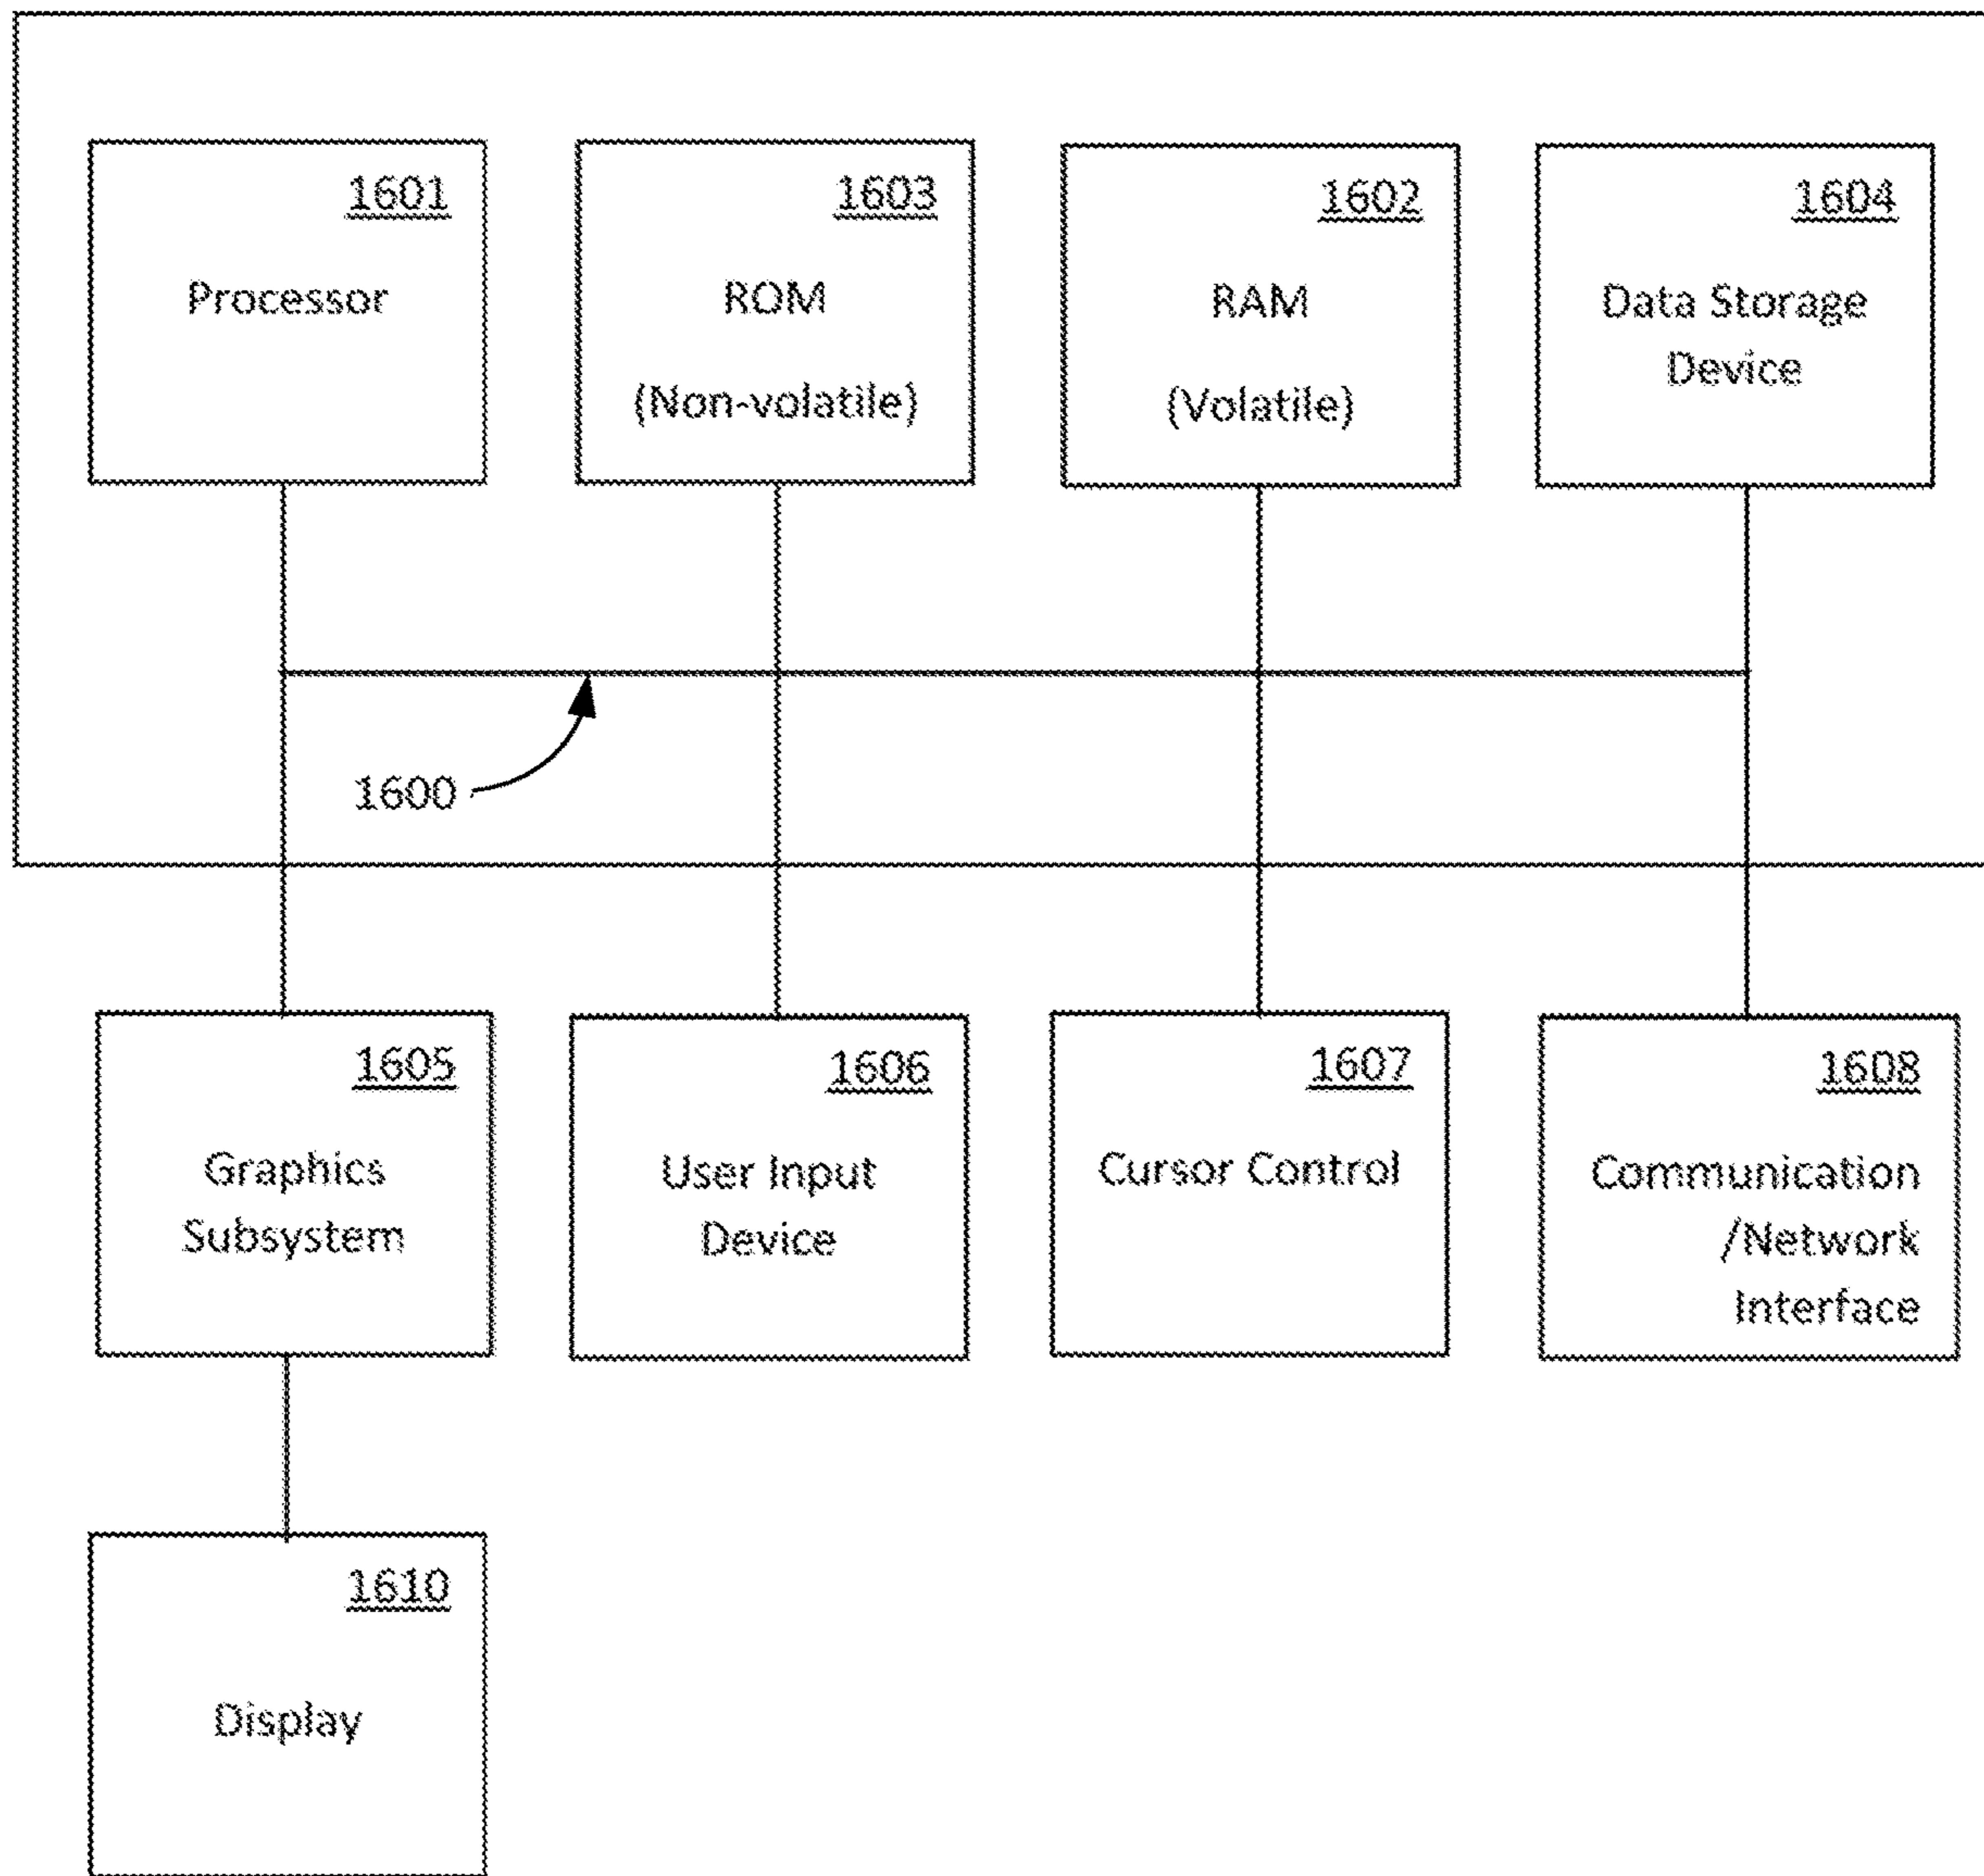 1601
Processor
1603
ROM
(Non-volatile)
1602
RAM
(Volatile)
1604
Data Storage
Device
1600
1605
Graphics
Subsystem
1606
User Input
Device
1607
Cursor Control
1608
Communication
/Network
Interface
1610
Display